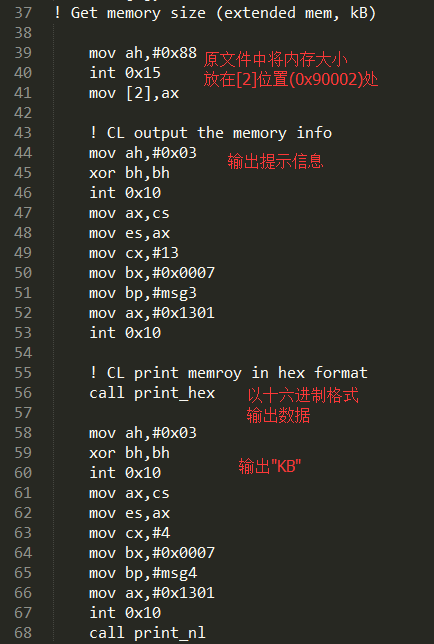 37 ! Get memory size (extended mem, kB)
38
39 mov ah,#0x88 原文件中将内存大小
40 int 0x15 放在[2]位置(0x90002)处
41 mov [2],ax
42
43 ! CL output the memory info
44 mov ah,#0x03 输出提示信息
45 xor bh,bh
46 int 0x10
47 mov ax,cs
48 mov es,ax
49 mov cx,#13
50 mov bx,#0x0007
51 mov bp,#msg3
52 mov ax,#0x1301
53 int 0x10
54
55 ! CL print memroy in hex format
56 call print_hex 以十六进制格式
57 输出数据
58 mov ah,#0x03
59 xor bh,bh 输出"KB"
60 int 0x10
61 mov ax,cs
62 mov es,ax
63 mov cx,#4
64 mov bx,#0x0007
65 mov bp,#msg4
66 mov ax,#0x1301
67 int 0x10
68 call print_nl